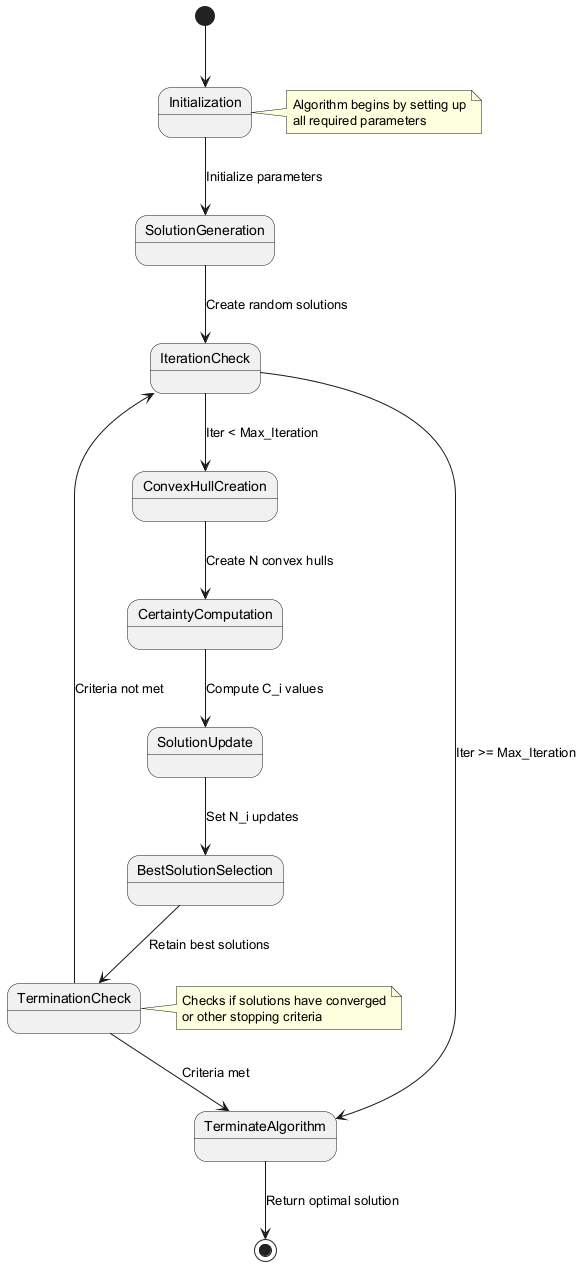 Initialization
Algorithm begins by setting up
all required parameters
Initialize parameters
SolutionGeneration
Create random solutions
IterationCheck
Iter < Max_Iteration
ConvexHullCreation
Create N convex hulls
CertaintyComputation
Criteria not met
Compute C_i values
SolutionUpdate
Iter >= Max_Iteration
Set N_i updates
BestSolutionSelection
Retain best solutions
TerminationCheck
Checks if solutions have converged
or other stopping criteria
Criteria met
TerminateAlgorithm
Return optimal solution